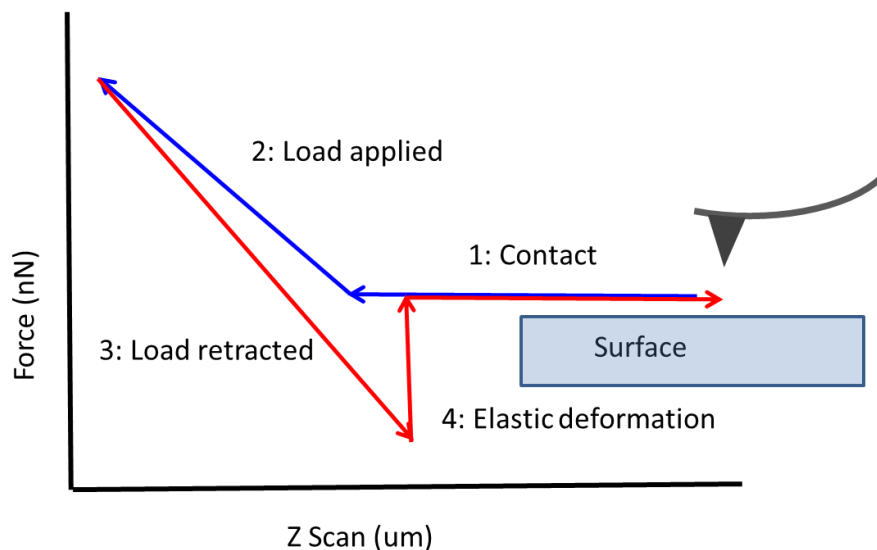 2: Load applied
1: Contact
Force (nN)
3: Load retracted
Surface
4: Elastic deformation
Z Scan (um)